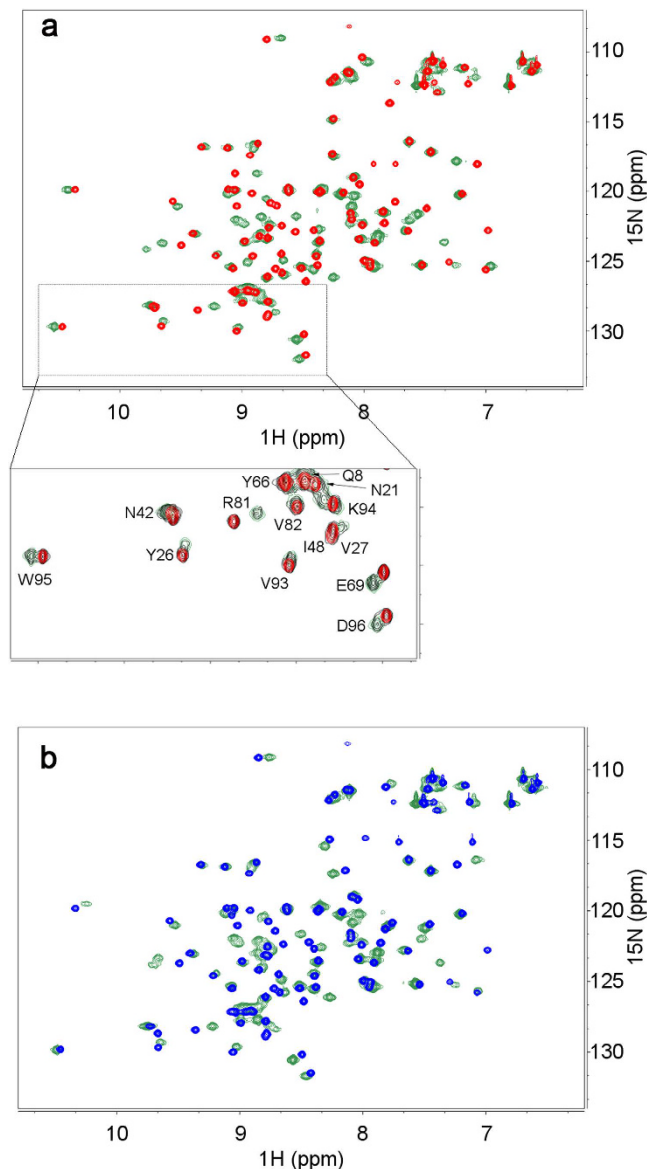 a
110
115
120
125
130
15N (ppm)
10 9 8 7
1H (ppm)
Q8
Y66
N21
R81
N42
K94
V82
I48
V27
Y26
W95
V93
E69
D96
b
110
115
120
125
130
15N (ppm)
10 9 8 7
1H (ppm)